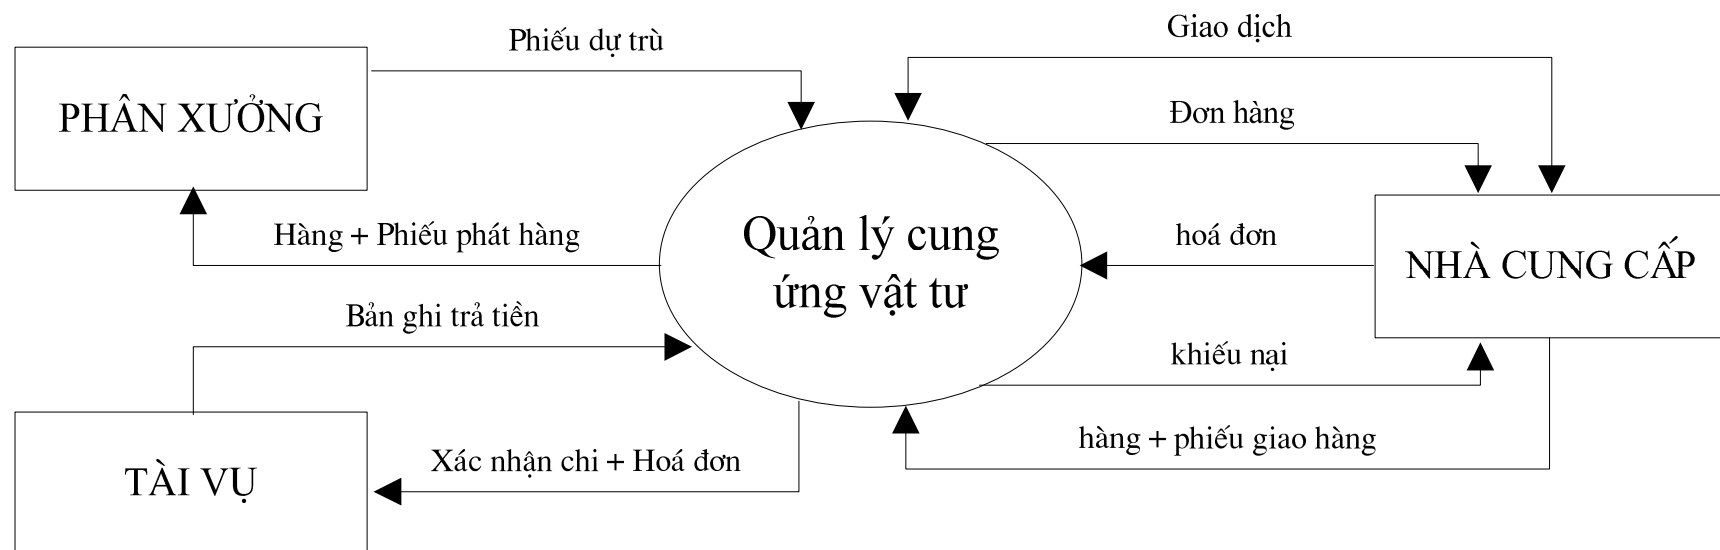 Phiếu dự trù
Giao dịch
PHÂN XƯỞNG
Đơn hàng
Hàng + Phiếu phát hàng
Quản lý cung
ứng vật tư
hoá đơn
NHÀ CUNG CẤP
Bản ghi trả tiền
khiếu nại
TÀI VỤ
Xác nhận chi + Hoá đơn
hàng + phiếu giao hàng